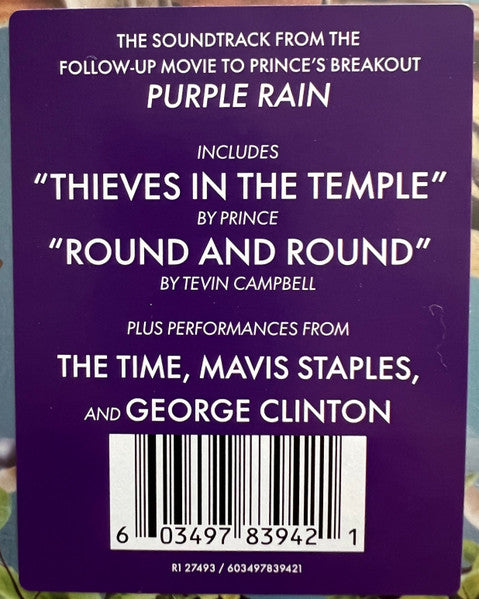 THE SOUNDTRACK FROM THE
FOLLOW-UP MOVIE TO PRINCE'S BREAKOUT
PURPLE RAIN
INCLUDES
"THIEVES IN THE TEMPLE"
BY PRINCE
"ROUND AND ROUND"
BY TEVIN CAMPBELL
PLUS PERFORMANCES FROM
THE TIME, MAVIS STAPLES,
AND GEORGE CLINTON
6 03497 83942 1
R1 27493 / 603497839421